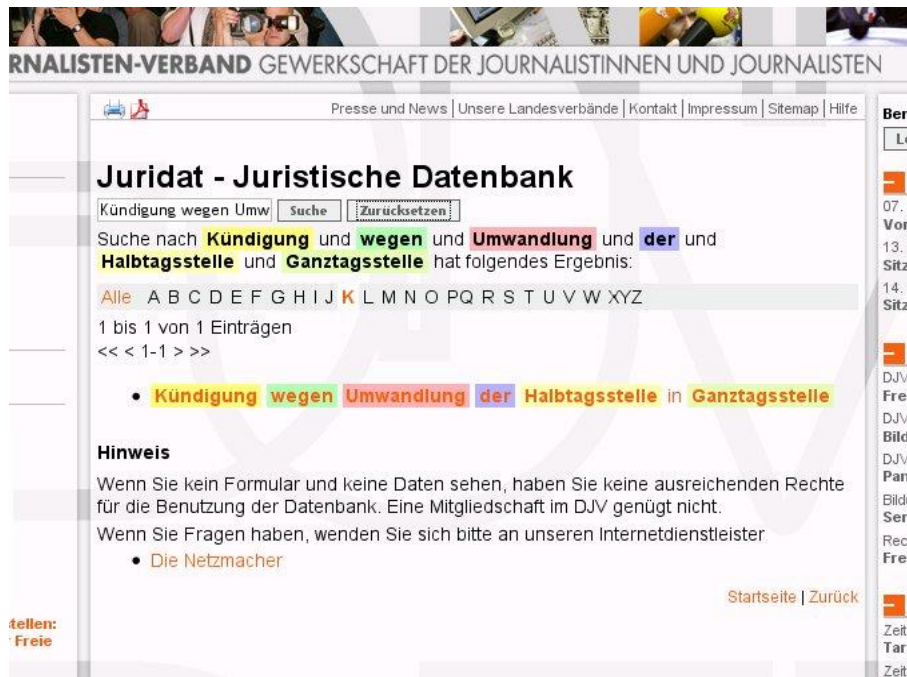 RNALISTEN-VERBAND GEWERKSCHAFT DER JOURNALISTINNEN UND JOURNALISTEN
Presse und News | Unsere Landesverbände | Kontakt | Impressum | Sitemap | Hilfe
Juridat - Juristische Datenbank
Kündigung wegen Umw Suche Zurücksetzen
Suche nach Kündigung und wegen und Umwandlung und der und
Halbtagsstelle und Ganztagsstelle hat folgendes Ergebnis:
Alle A B C D E F G H I J K L M N O PQ R S T U V W XYZ
1 bis 1 von 1 Einträgen
<< < 1-1 > >>
• Kündigung wegen Umwandlung der Halbtagsstelle in Ganztagsstelle
Hinweis
Wenn Sie kein Formular und keine Daten sehen, haben Sie keine ausreichenden Rechte
für die Benutzung der Datenbank. Eine Mitgliedschaft im DJV genügt nicht.
Wenn Sie Fragen haben, wenden Sie sich bitte an unseren Internetdienstleister
• Die Netzmacher
Startseite | Zurück
tellen:
Freie
Ber
L
07.
Vor
13.
Sitz
14.
Sitz
DJV
Fre
DJV
Bild
DJV
Pan
Bild
Ser
Rec
Fre
Zeit
Tar
Zeit